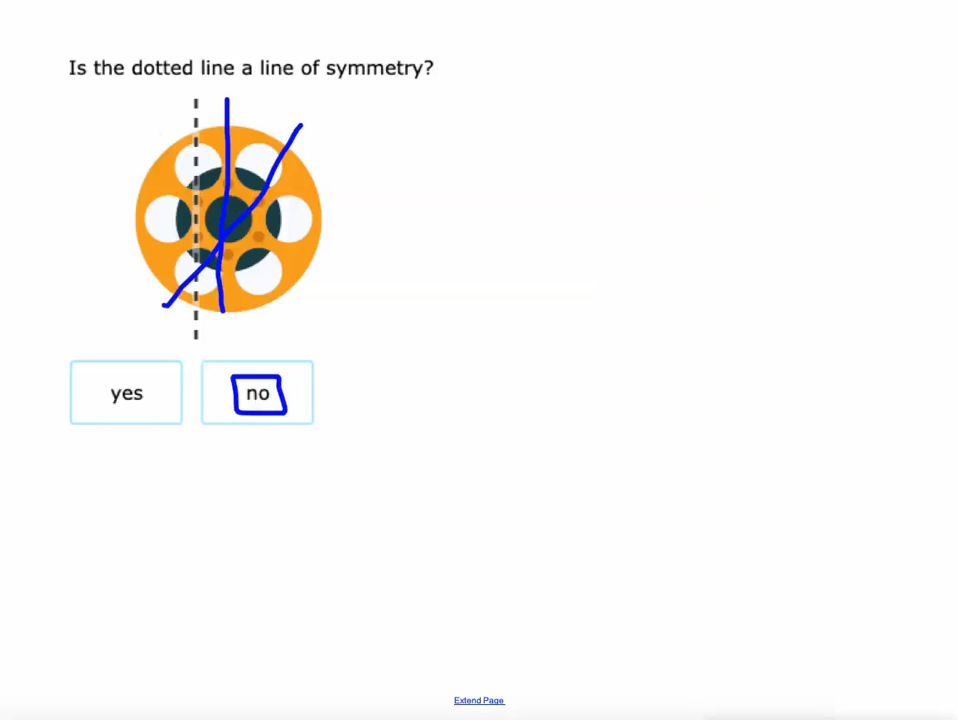 Is the dotted line a line of symmetry?
yes
no
Extend Page